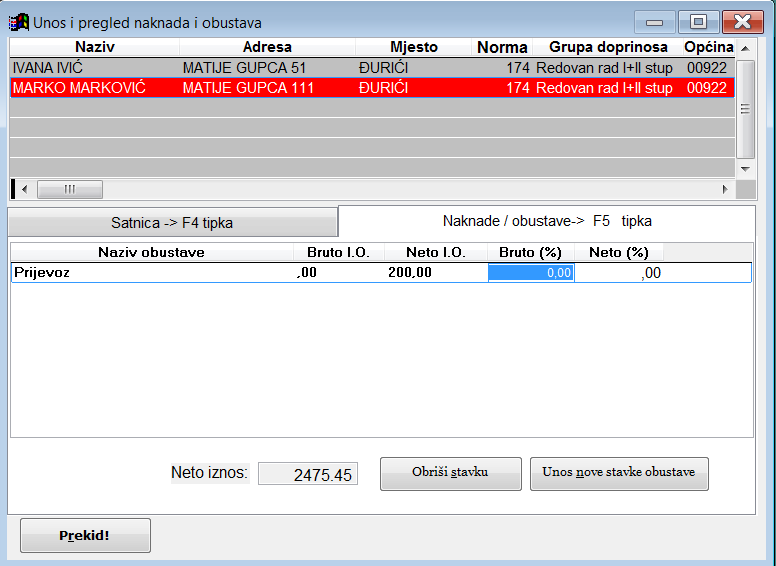 Unos i pregled naknada i obustava
Naziv Adresa Mjesto Norma Grupa doprinosa Općina
IVANA IVIĆ MATIJE GUPCA 51 ĐURIĆI 174 Redovan rad I+II stup 00922
MARKO MARKOVIĆ MATIJE GUPCA 111 ĐURIĆI 174 Redovan rad I+II stup 00922
Satnica -> F4 tipka Naknade / obustave-> F5 tipka
Naziv obustave Bruto I.O. Neto I.O. Bruto (%) Neto (%)
Prijevoz ,00 200,00 0,00 ,00
Neto iznos: 2475.45 Obriši stavku Unos nove stavke obustave
Prekid!